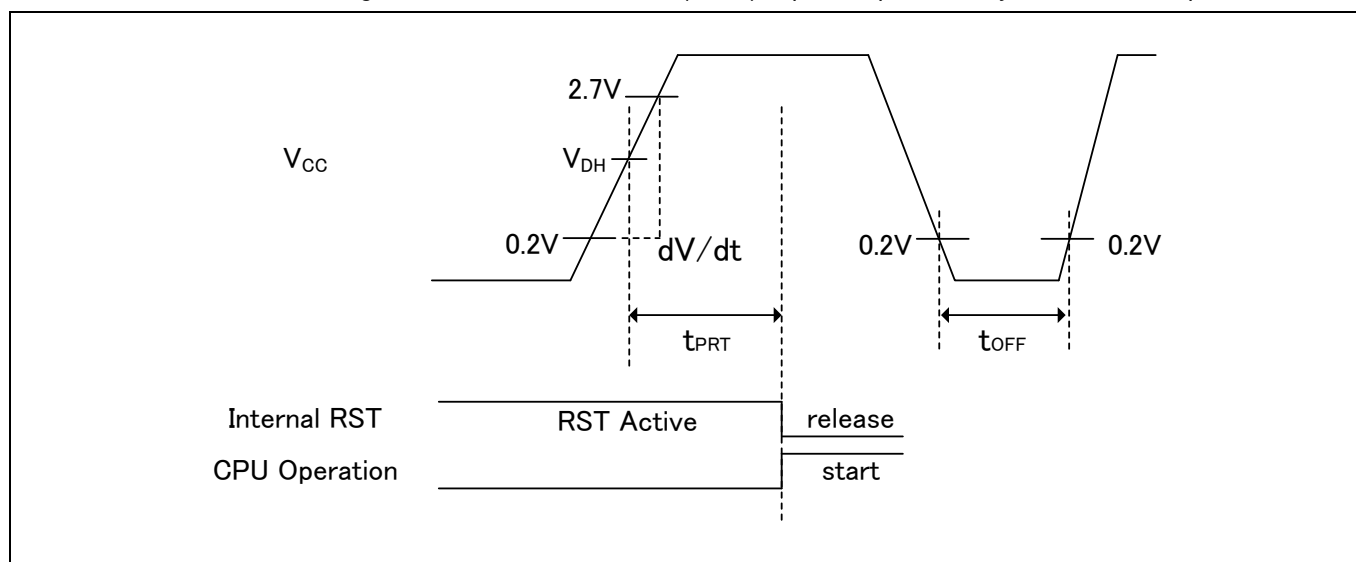 2.7V
VCC
VDH
0.2V
dV/dt
0.2V
0.2V
tPRT
tOFF
Internal RST
RST Active
release
CPU Operation
start